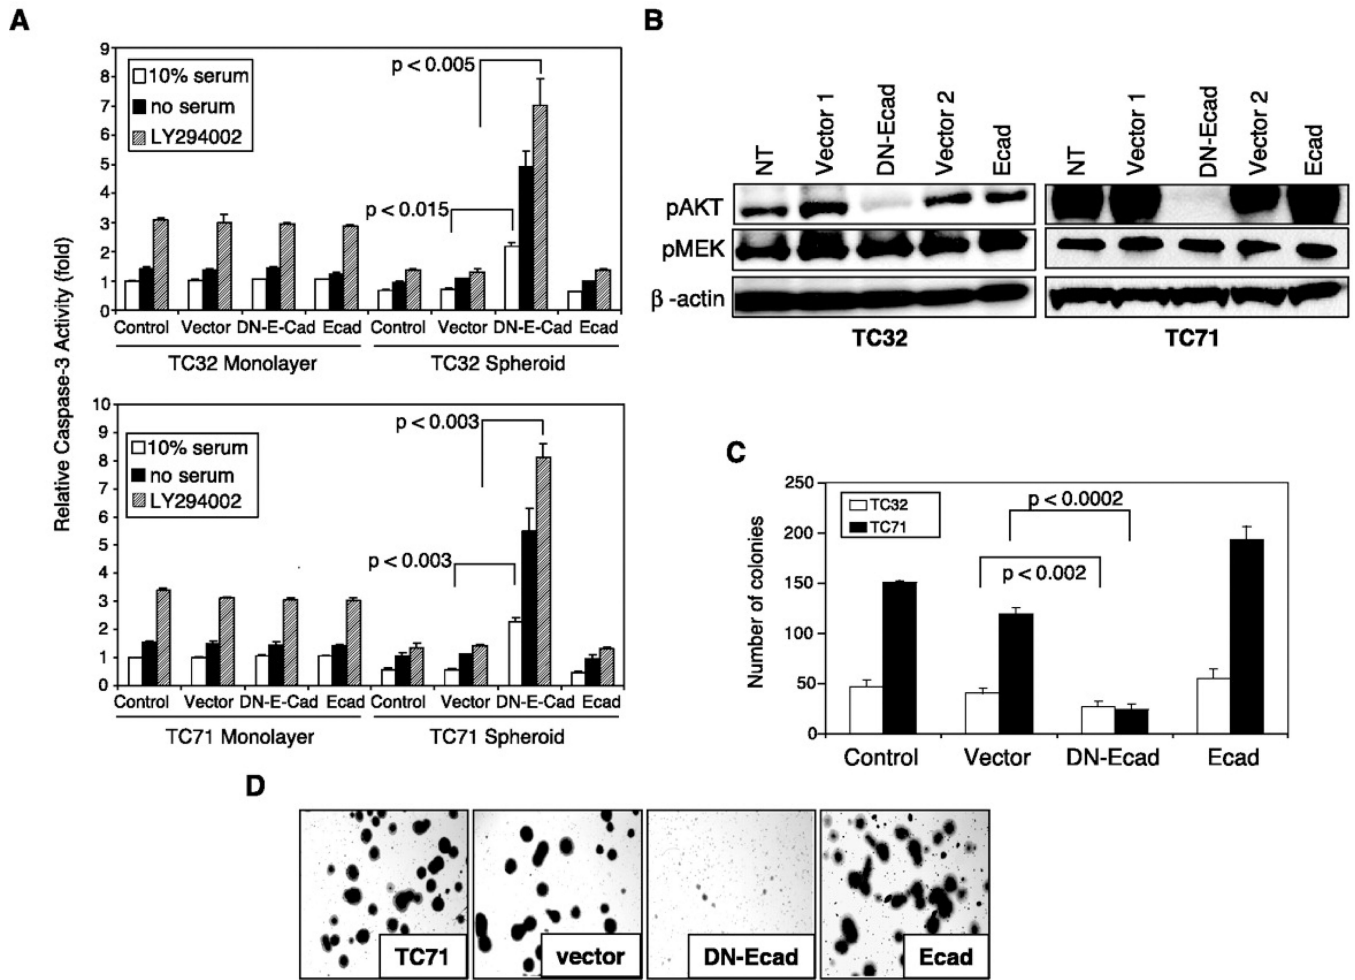 A
9
8
7
6
5
4
3
2
1
0
10% serum
no serum
LY294002
p < 0.005
p < 0.015
Control Vector DN-E-Cad Ecad Control Vector DN-E-Cad Ecad
TC32 Monolayer TC32 Spheroid
Relative Caspase-3 Activity (fold)
10
9
8
7
6
5
4
3
2
1
0
10% serum
no serum
LY294002
p < 0.003
p < 0.003
Control Vector DN-E-Cad Ecad Control Vector DN-E-Cad Ecad
TC71 Monolayer TC71 Spheroid
B
NT Vector 1 DN-Ecad Vector 2 Ecad NT Vector 1 DN-Ecad Vector 2 Ecad
pAKT
pMEK
β -actin
TC32 TC71
C
Number of colonies
250
200
150
100
50
0
TC32
TC71
p < 0.0002
p < 0.002
Control Vector DN-Ecad Ecad
D
TC71 vector DN-Ecad Ecad